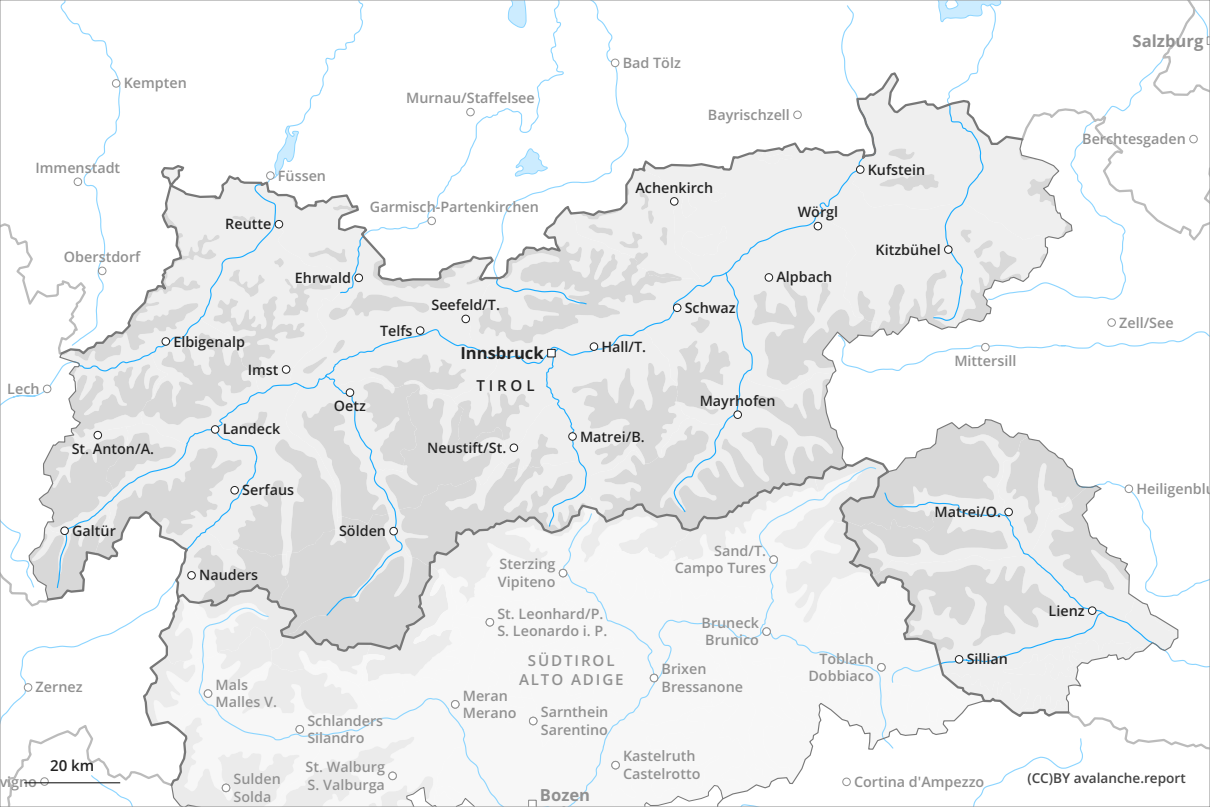 Salzburg
Bad Tölz
Kempten
Murnau/Staffelsee
Bayrischzell
Berchtesgaden
Immenstadt
Füssen
Kufstein
Achenkirch
Garmisch-Partenkirchen
Wörgl
Reutte
Kitzbühel
Oberstdorf
Ehrwald
Alpbach
Seefeld/T.
Schwaz
Zell/See
Telfs
Elbigenalp
Innsbruck
Hall/T.
Mittersill
Imst
TIROL
Lech
Oetz
Mayrhofen
Landeck
Matrei/B.
St. Anton/A.
Neustift/St.
Serfaus
Heiligenblu
Matrei/O.
Galtür
Sölden
Sand/T.
Campo Tures
Sterzing
Vipiteno
Nauders
St. Leonhard/P.
S. Leonardo i. P.
Lienz
Bruneck
Brunico
SÜDTIROL
ALTO ADIGE
Toblach
Dobbiaco
Sillian
Brixen
Bressanone
Zernez
Mals
Malles V.
Meran
Merano
Sarnthein
Sarentino
Schlanders
Silandro
Kastelruth
Castelrotto
20 km
St. Walburg
S. Valburga
vigno
Sulden
Solda
Cortina d'Ampezzo
(CC)BY avalanche.report
Bozen